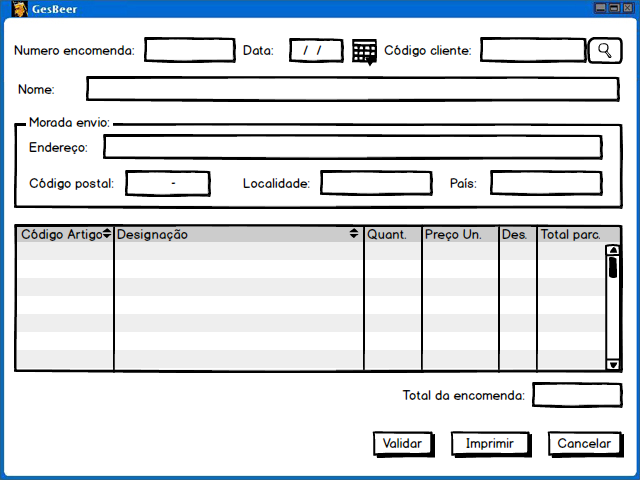 GesBeer
Numero encomenda: Data: / / Código cliente:
Nome:
Morada envio:
Endereço:
Código postal: - Localidade: País:
Código Artigo Designação Quant. Preço Un. Des. Total parc.
Total da encomenda:
Validar Imprimir Cancelar